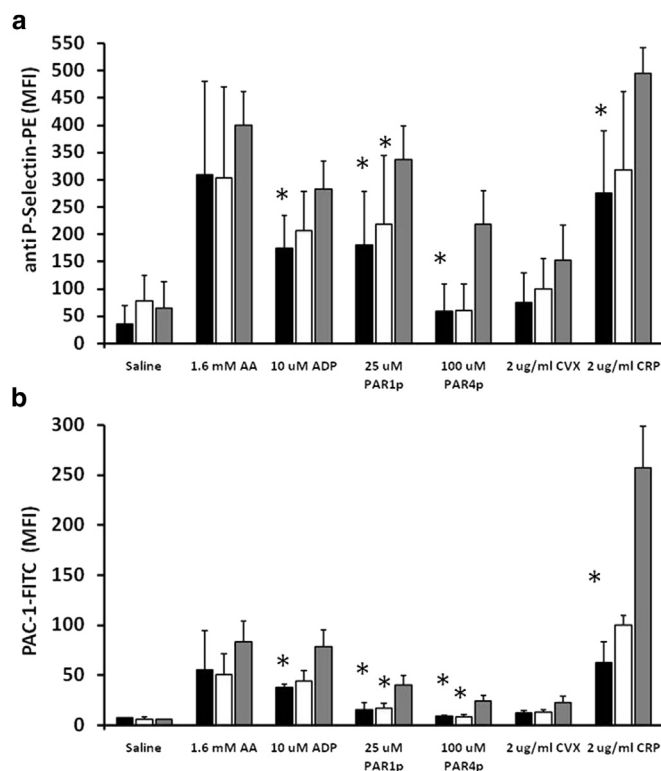 a
anti P-Selectin-PE (MFI)
550
500
450
400
350
300
250
200
150
100
50
0
* * * * *
Saline 1.6 mM AA 10 uM ADP 25 uM PAR1p 100 uM PAR4p 2 ug/ml CVX 2 ug/ml CRP
b
PAC-1-FITC (MFI)
300
250
200
150
100
50
0
* * * * * *
Saline 1.6 mM AA 10 uM ADP 25 uM PAR1p 100 uM PAR4p 2 ug/ml CVX 2 ug/ml CRP